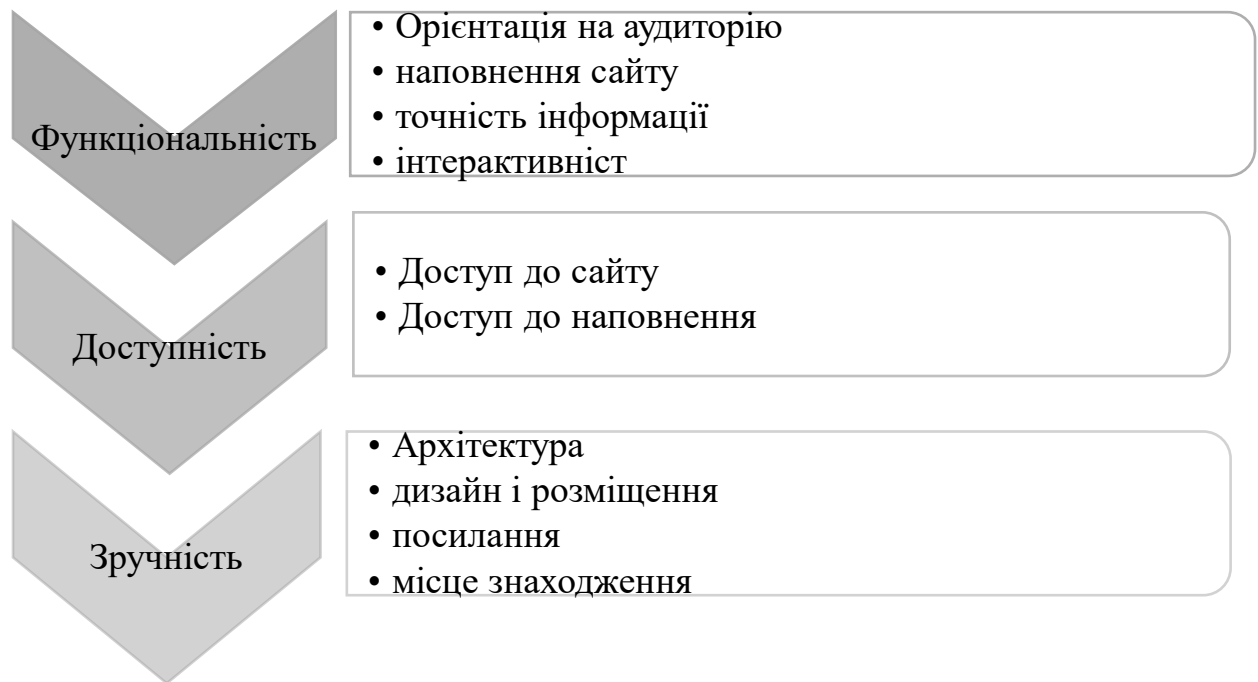 Функціональність
• Орієнтація на аудиторію
• наповнення сайту
• точність інформації
• інтерактивніст
Доступність
• Доступ до сайту
• Доступ до наповнення
Зручність
• Архітектура
• дизайн і розміщення
• посилання
• місце знаходження